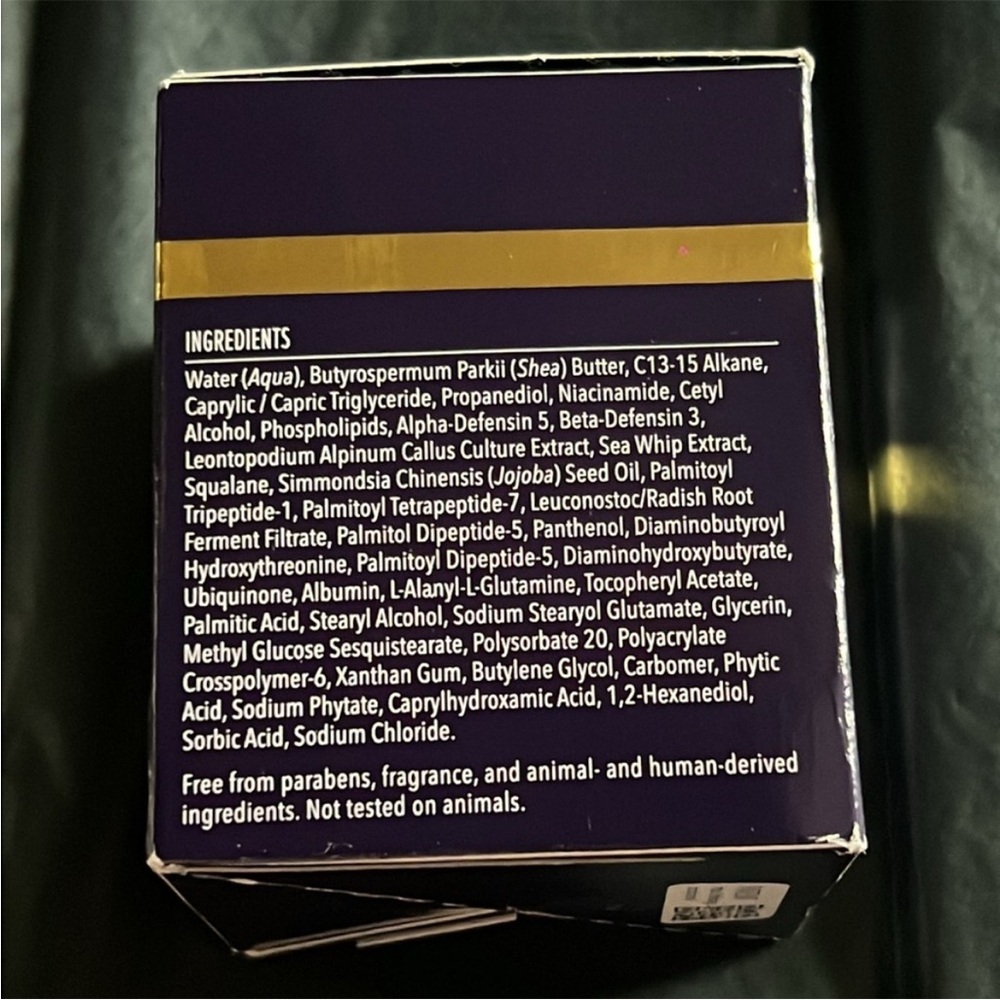 INGREDIENTS
Water (Aqua), Butyrospermum Parkii (Shea) Butter, C13-15 Alkane,
Caprylic / Capric Triglyceride, Propanediol, Niacinamide, Cetyl
Alcohol, Phospholipids, Alpha-Defensin 5, Beta-Defensin 3,
Leontopodium Alpinum Callus Culture Extract, Sea Whip Extract,
Squalane, Simmondsia Chinensis (Jojoba) Seed Oil, Palmitoyl
Tripeptide-1, Palmitoyl Tetrapeptide-7, Leuconostoc/Radish Root
Ferment Filtrate, Palmitol Dipeptide-5, Panthenol, Diaminobutyroyl
Hydroxythreonine, Palmitoyl Dipeptide-5, Diaminohydroxybutyrate,
Ubiquinone, Albumin, L-Alanyl-L-Glutamine, Tocopheryl Acetate,
Palmitic Acid, Stearyl Alcohol, Sodium Stearyol Glutamate, Glycerin,
Methyl Glucose Sesquistearate, Polysorbate 20, Polyacrylate
Crosspolymer-6, Xanthan Gum, Butylene Glycol, Carbomer, Phytic
Acid, Sodium Phytate, Caprylhydroxamic Acid, 1,2-Hexanediol,
Sorbic Acid, Sodium Chloride.
Free from parabens, fragrance, and animal- and human-derived
ingredients. Not tested on animals.